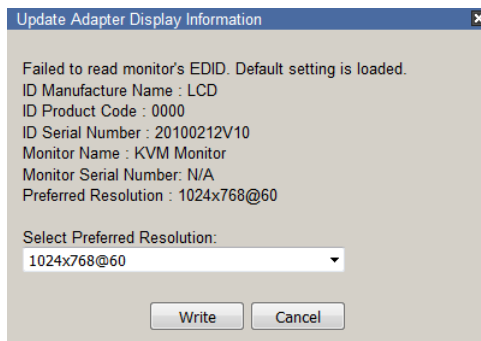 Update Adapter Display Information
Failed to read monitor's EDID. Default setting is loaded.
ID Manufacture Name : LCD
ID Product Code : 0000
ID Serial Number : 20100212V10
Monitor Name : KVM Monitor
Monitor Serial Number: N/A
Preferred Resolution : 1024x768@60
Select Preferred Resolution:
1024x768@60
Write Cancel